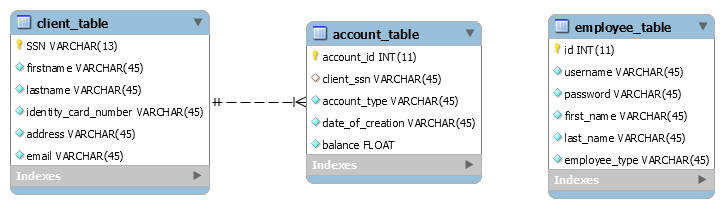 client_table
SSN VARCHAR(13)
firstname VARCHAR(45)
lastname VARCHAR(45)
identity_card_number VARCHAR(45)
address VARCHAR(45)
email VARCHAR(45)
Indexes
account_table
account_id INT(11)
client_ssn VARCHAR(45)
account_type VARCHAR(45)
date_of_creation VARCHAR(45)
balance FLOAT
Indexes
employee_table
id INT(11)
username VARCHAR(45)
password VARCHAR(45)
first_name VARCHAR(45)
last_name VARCHAR(45)
employee_type VARCHAR(45)
Indexes